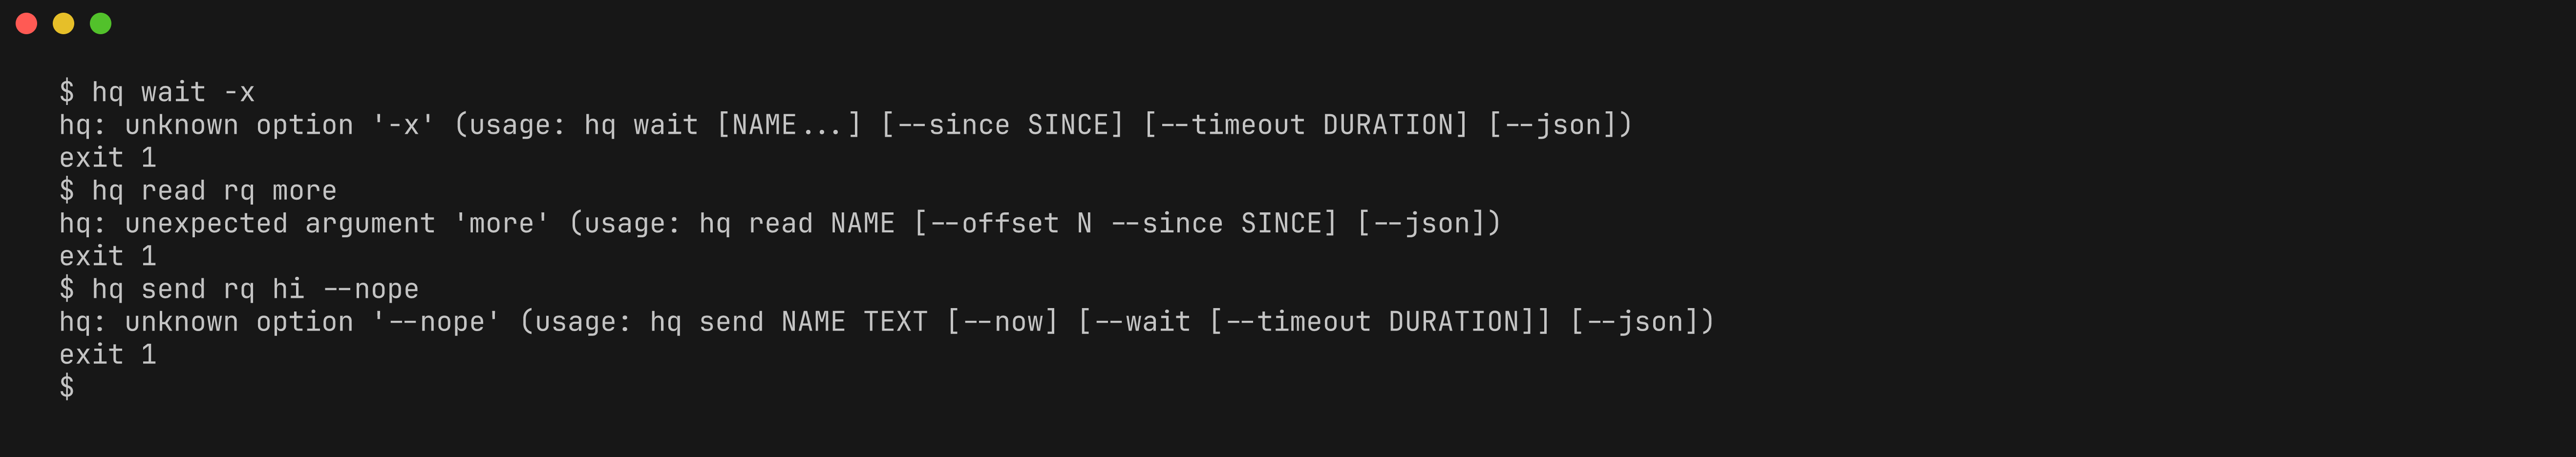 $ hq wait -x
hq: unknown option '-x' (usage: hq wait [NAME...] [--since SINCE] [--timeout DURATION] [--json])
exit 1
$ hq read rq more
hq: unexpected argument 'more' (usage: hq read NAME [--offset N --since SINCE] [--json])
exit 1
$ hq send rq hi --nope
hq: unknown option '--nope' (usage: hq send NAME TEXT [--now] [--wait [--timeout DURATION]] [--json])
exit 1
$